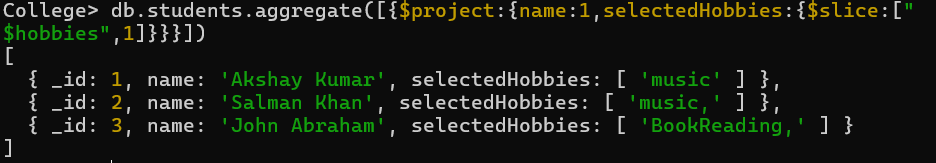 College> db.students.aggregate([{$project:{name:1,selectedHobbies:{$slice:["
$hobbies",1]}}}])
[
  { _id: 1, name: 'Akshay Kumar', selectedHobbies: [ 'music' ] },
  { _id: 2, name: 'Salman Khan', selectedHobbies: [ 'music,' ] },
  { _id: 3, name: 'John Abraham', selectedHobbies: [ 'BookReading,' ] }
]